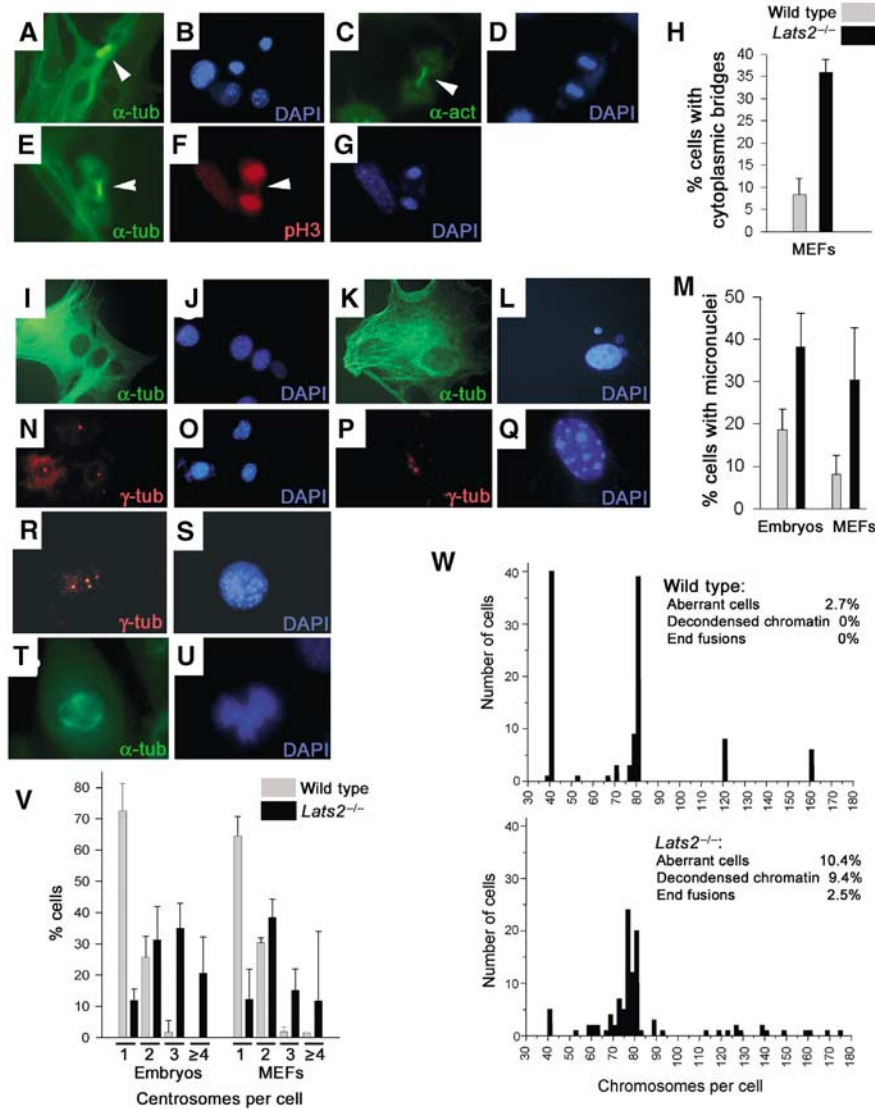 A
α-tub
B
DAPI
C
α-act
D
DAPI
E
α-tub
F
pH3
G
DAPI
H
Wild type
Lats2–/–
% cells with
cytoplasmic bridges
40
35
30
25
20
15
10
5
0
MEFs
I
α-tub
J
DAPI
K
α-tub
L
DAPI
M
% cells with micronuclei
50
40
30
20
10
0
Embryos MEFs
N
γ-tub
O
DAPI
P
γ-tub
Q
DAPI
R
γ-tub
S
DAPI
T
α-tub
U
DAPI
V
Wild type
Lats2–/–
% cells
80
70
60
50
40
30
20
10
0
1 2 3 ≥4 1 2 3 ≥4
Embryos MEFs
Centrosomes per cell
W
Wild type:
Aberrant cells 2.7%
Decondensed chromatin 0%
End fusions 0%
Number of cells
40
30
20
10
0
30 40 50 60 70 80 90 100 110 120 130 140 150 160 170 180
Lats2–/–:
Aberrant cells 10.4%
Decondensed chromatin 9.4%
End fusions 2.5%
Number of cells
40
30
20
10
0
30 40 50 60 70 80 90 100 110 120 130 140 150 160 170 180
Chromosomes per cell